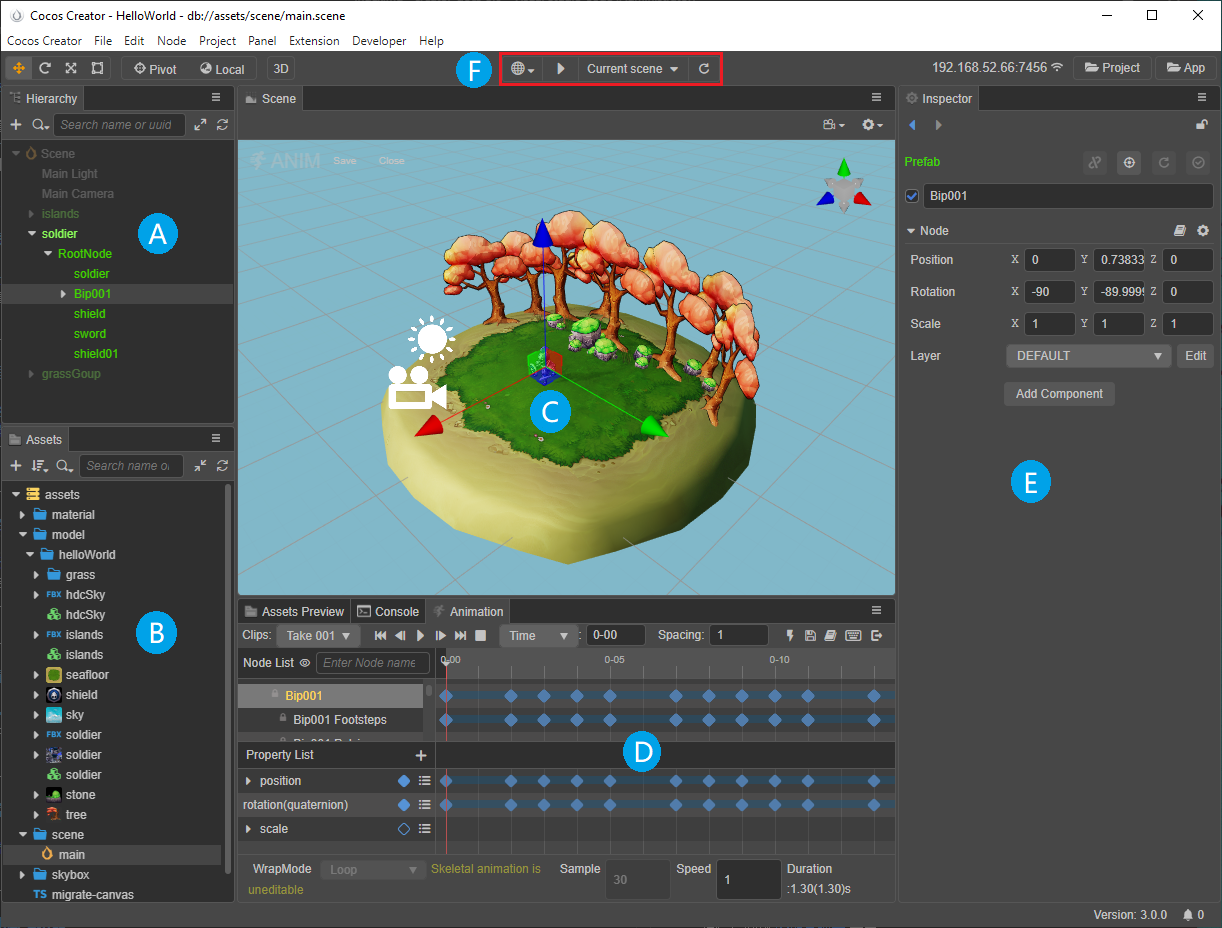 Cocos Creator - HelloWorld - db://assets/scene/main.scene
Cocos Creator File Edit Node Project Panel Extension Developer Help
Pivot Local 3D F Current scene 192.168.52.66:7456 Project App
Hierarchy
Search name or uuid
Scene
Main Light
Main Camera
islands
soldier
RootNode
soldier
Bip001
shield
sword
shield01
grassGoup
A
Assets
Search name or
assets
material
model
helloWorld
grass
FBX hdcSky
hdcSky
FBX islands
islands
seafloor
shield
sky
FBX soldier
soldier
soldier
stone
tree
scene
main
skybox
TS migrate-canvas
B
Scene
ANIM Save Close
C
Assets Preview Console Animation
Clips: Take 001 Time : 0-00 Spacing: 1
Node List Enter Node name 0-00 0-05 0-10
Bip001
Bip001 Footsteps
D
Property List
position
rotation(quaternion)
scale
WrapMode Loop Skeletal animation is uneditable Sample 30 Speed 1 Duration :1.30(1.30)s
Inspector
Prefab
Bip001
Node
Position X 0 Y 0.73833 Z 0
Rotation X -90 Y -89.9999 Z 0
Scale X 1 Y 1 Z 1
Layer DEFAULT Edit
Add Component
E
Version: 3.0.0 0